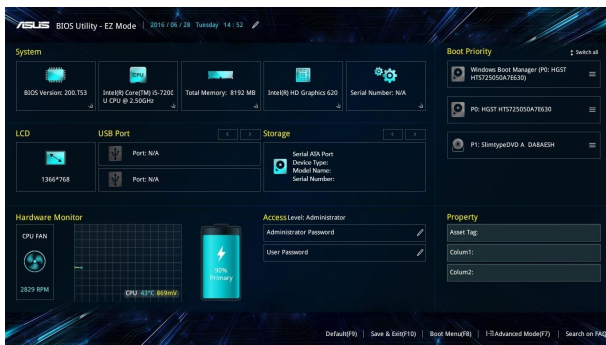 ASUS BIOS Utility - EZ Mode 2016 / 06 / 28 Tuesday 14 : 52
System
CPU
BIOS Version: 200.T53
Intel(R) Core(TM) i5-7200
U CPU @ 2.50GHz
Total Memory: 8192 MB
Intel(R) HD Graphics 620
Serial Number: N/A
Boot Priority
Switch all
Windows Boot Manager (P0: HGST
HTS725050A7E630)
P0: HGST HTS725050A7E630
P1: SlimtypeDVD A DA8AESH
LCD
1366*768
USB Port
Port: N/A
Port: N/A
Storage
Serial ATA Port
Device Type:
Model Name:
Serial Number:
Hardware Monitor
CPU FAN
2829 RPM
CPU 43°C 869mV
90%
Primary
Access Level: Administrator
Administrator Password
User Password
Property
Asset Tag:
Colum1:
Colum2:
Default(F9) | Save & Exit(F10) | Boot Menu(F8) | Advanced Mode(F7) | Search on FAQ